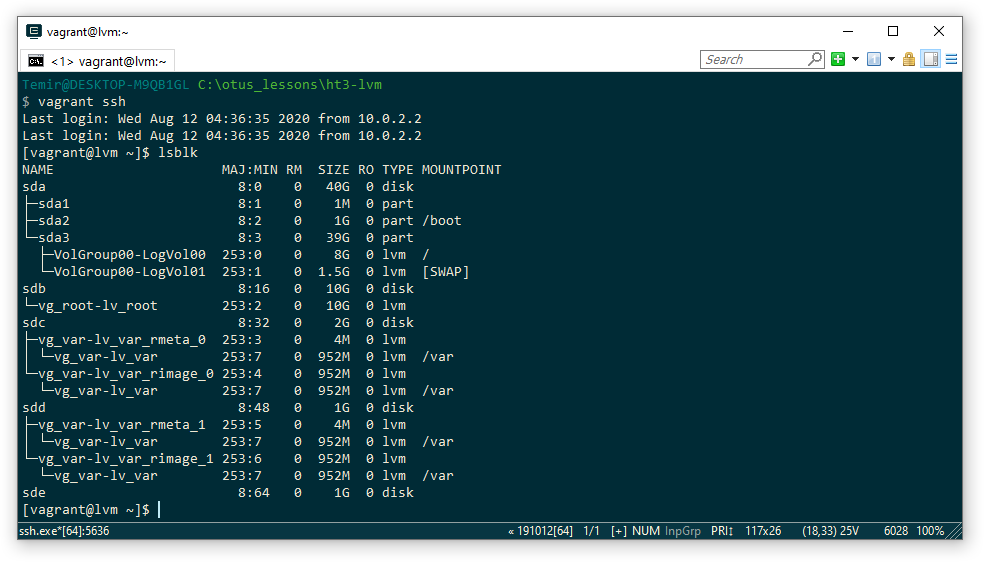 vagrant@lvm:~
<1> vagrant@lvm:~
Search
Temir@DESKTOP-M9QB1GL C:\otus_lessons\ht3-lvm
$ vagrant ssh
Last login: Wed Aug 12 04:36:35 2020 from 10.0.2.2
Last login: Wed Aug 12 04:36:35 2020 from 10.0.2.2
[vagrant@lvm ~]$ lsblk
NAME                     MAJ:MIN RM  SIZE RO TYPE MOUNTPOINT
sda                        8:0    0   40G  0 disk
├─sda1                     8:1    0    1M  0 part
├─sda2                     8:2    0    1G  0 part /boot
└─sda3                     8:3    0   39G  0 part
  ├─VolGroup00-LogVol00  253:0    0    8G  0 lvm  /
  └─VolGroup00-LogVol01  253:1    0  1.5G  0 lvm  [SWAP]
sdb                        8:16   0   10G  0 disk
└─vg_root-lv_root        253:2    0   10G  0 lvm
sdc                        8:32   0    2G  0 disk
├─vg_var-lv_var_rmeta_0  253:3    0    4M  0 lvm
│ └─vg_var-lv_var        253:7    0  952M  0 lvm  /var
└─vg_var-lv_var_rimage_0 253:4    0  952M  0 lvm
  └─vg_var-lv_var        253:7    0  952M  0 lvm  /var
sdd                        8:48   0    1G  0 disk
├─vg_var-lv_var_rmeta_1  253:5    0    4M  0 lvm
│ └─vg_var-lv_var        253:7    0  952M  0 lvm  /var
└─vg_var-lv_var_rimage_1 253:6    0  952M  0 lvm
  └─vg_var-lv_var        253:7    0  952M  0 lvm  /var
sde                        8:64   0    1G  0 disk
[vagrant@lvm ~]$
ssh.exe*[64]:5636 « 191012[64] 1/1 [+] NUM InpGrp PRI↕ 117x26 (18,33) 25V 6028 100%